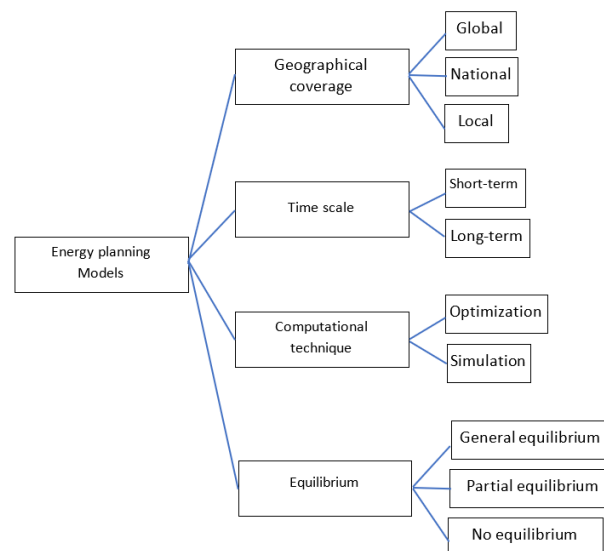 Energy planning
Models
Geographical
coverage
Global
National
Local
Time scale
Short-term
Long-term
Computational
technique
Optimization
Simulation
Equilibrium
General equilibrium
Partial equilibrium
No equilibrium